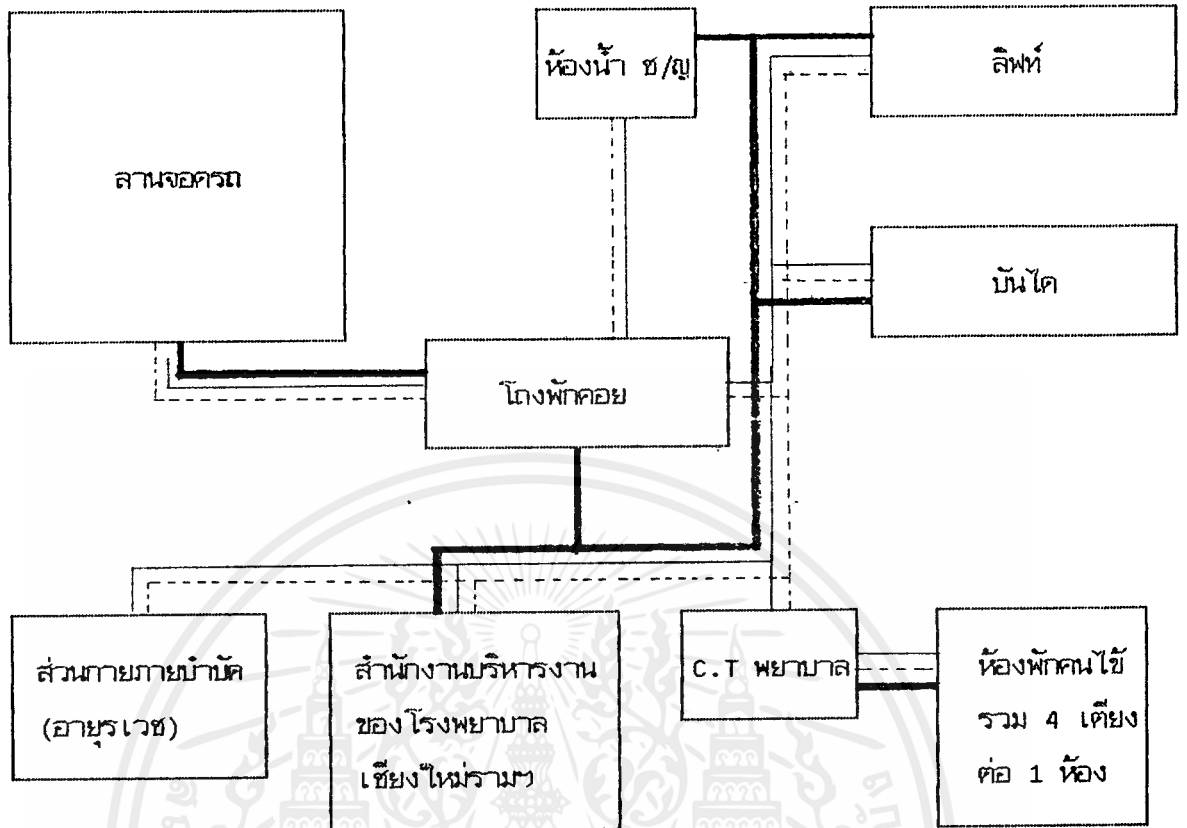 ห้องน้ำ ช/ญ
ลิฟท์
ลานจอดรถ
บันได
โถงพักคอย
ส่วนกายภายบำบัด
(อายุรเวช)
สำนักงานบริหารงาน
ของโรงพยาบาล
เชียงใหม่รามฯ
C.T พยาบาล
ห้องพักคนไข้
รวม 4 เตียง
ต่อ 1 ห้อง